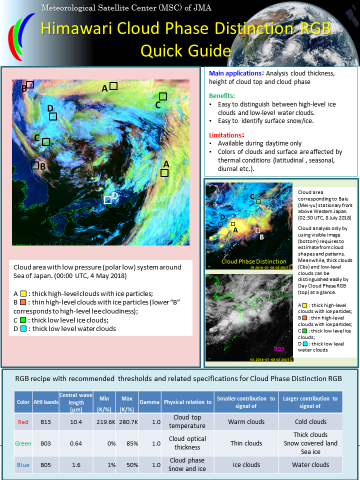 Meteorological Satellite Center (MSC) of JMA
Himawari Cloud Phase Distinction RGB
Quick Guide
B
A
C
D
C
B
A
D
Cloud area with low pressure (polar low) system around
Sea of Japan. (00:00 UTC, 4 May 2018)
A : thick high-level clouds with ice particles;
B : thin high-level clouds with ice particles (lower "B"
corresponds to high-level lee cloudiness);
C : thick low level ice clouds;
D : thick low level water clouds
Main applications: Analysis cloud thickness,
height of cloud top and cloud phase
Benefits:
• Easy to distinguish between high-level ice
clouds and low-level water clouds.
• Easy to identify surface snow/ice.
Limitations:
• Available during daytime only
• Colors of clouds and surface are affected by
thermal conditions (latitudinal, seasonal,
diurnal etc.).
A
B
Cloud Phase Distinction
B03
Cloud area
corresponding to Baiu
(Mei-yu) stationary front
above Western Japan.
(02:30 UTC, 8 July 2018)
Cloud analysis only by
using visible image
(bottom) requires to
estimate from cloud
shapes and patterns.
Meanwhile, thick clouds
(Cbs) and low-level
clouds can be
distinguished easily by
Day Cloud Phase RGB
(top) at a glance.
A : thick high-level
clouds with ice particles;
B : thin high-level
clouds with ice particles;
C : thick low level ice
clouds;
D : thick low level
water clouds
RGB recipe with recommended thresholds and related specifications for Cloud Phase Distinction RGB
Color AHI bands Central wave length [µm] Min [K/%] Max [K/%] Gamma Physical relation to Smaller contribution to signal of Larger contribution to signal of
Red B13 10.4 219.6K 280.7K 1.0 Cloud top temperature Warm clouds Cold clouds
Green B03 0.64 0% 85% 1.0 Cloud optical thickness Thin clouds Thick clouds Snow covered land Sea ice
Blue B05 1.6 1% 50% 1.0 Cloud phase Snow and ice Ice clouds Water clouds